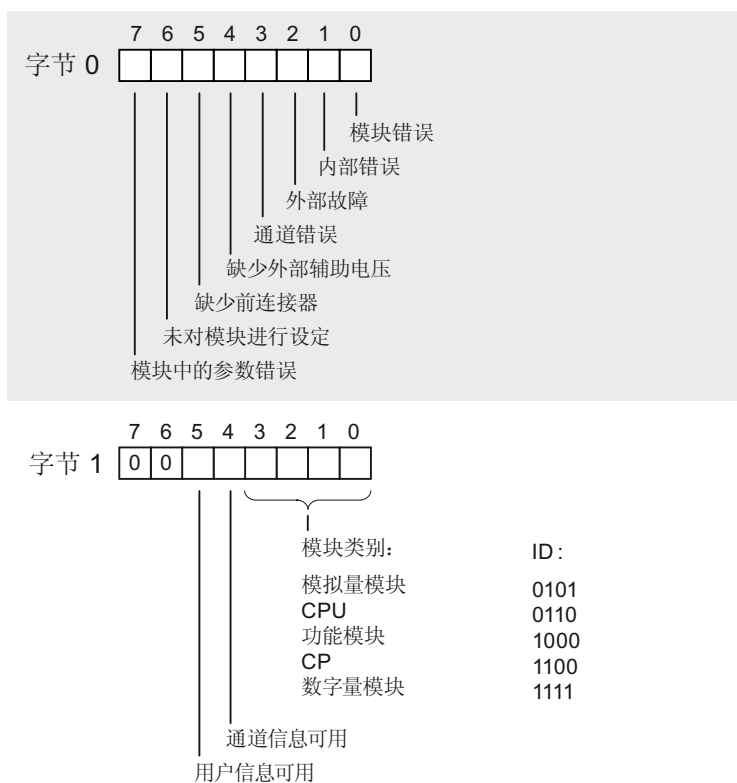 7 6 5 4 3 2 1 0
字节 0
模块错误
内部错误
外部故障
通道错误
缺少外部辅助电压
缺少前连接器
未对模块进行设定
模块中的参数错误
7 6 5 4 3 2 1 0
字节 1 0 0
模块类别: ID :
模拟量模块 0101
CPU 0110
功能模块 1000
CP 1100
数字量模块 1111
通道信息可用
用户信息可用